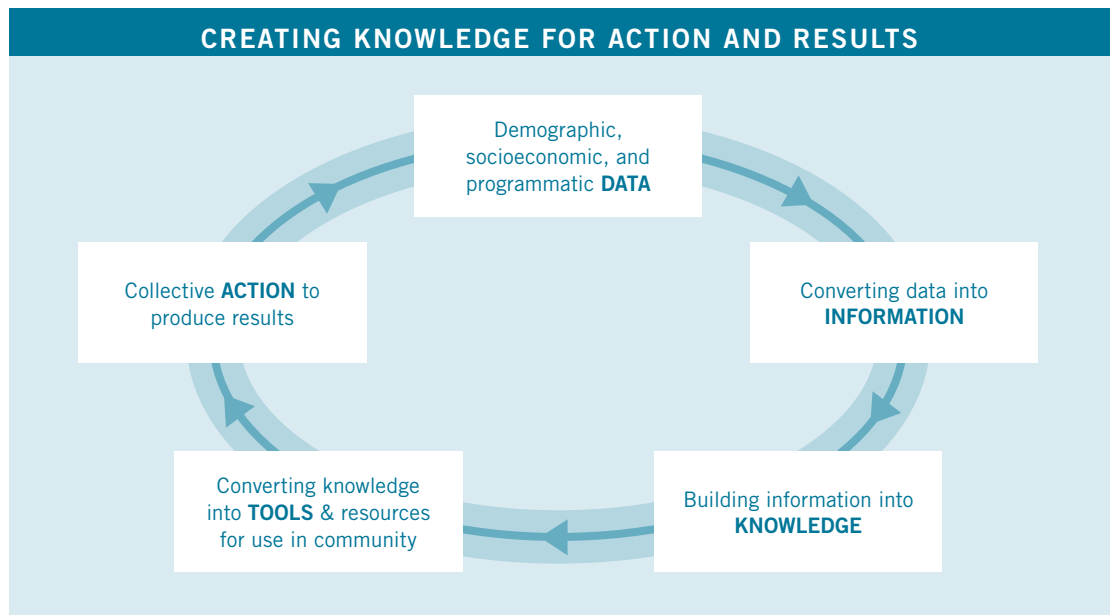 CREATING KNOWLEDGE FOR ACTION AND RESULTS
Demographic,
socioeconomic, and
programmatic DATA
Converting data into
INFORMATION
Building information into
KNOWLEDGE
Converting knowledge
into TOOLS & resources
for use in community
Collective ACTION to
produce results